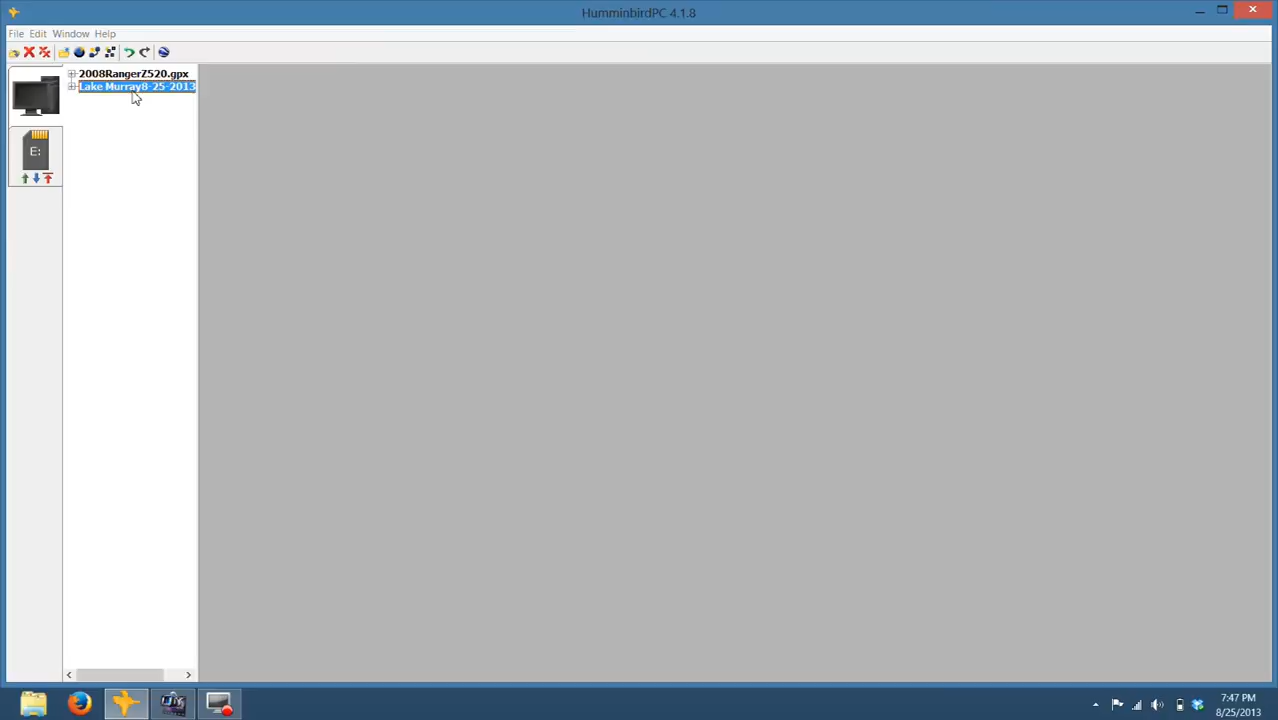 HumminbirdPC 4.1.8
File Edit Window Help
2008RangerZ520.gpx
Lake Murray8-25-2013
E:
7:47 PM
8/25/2013